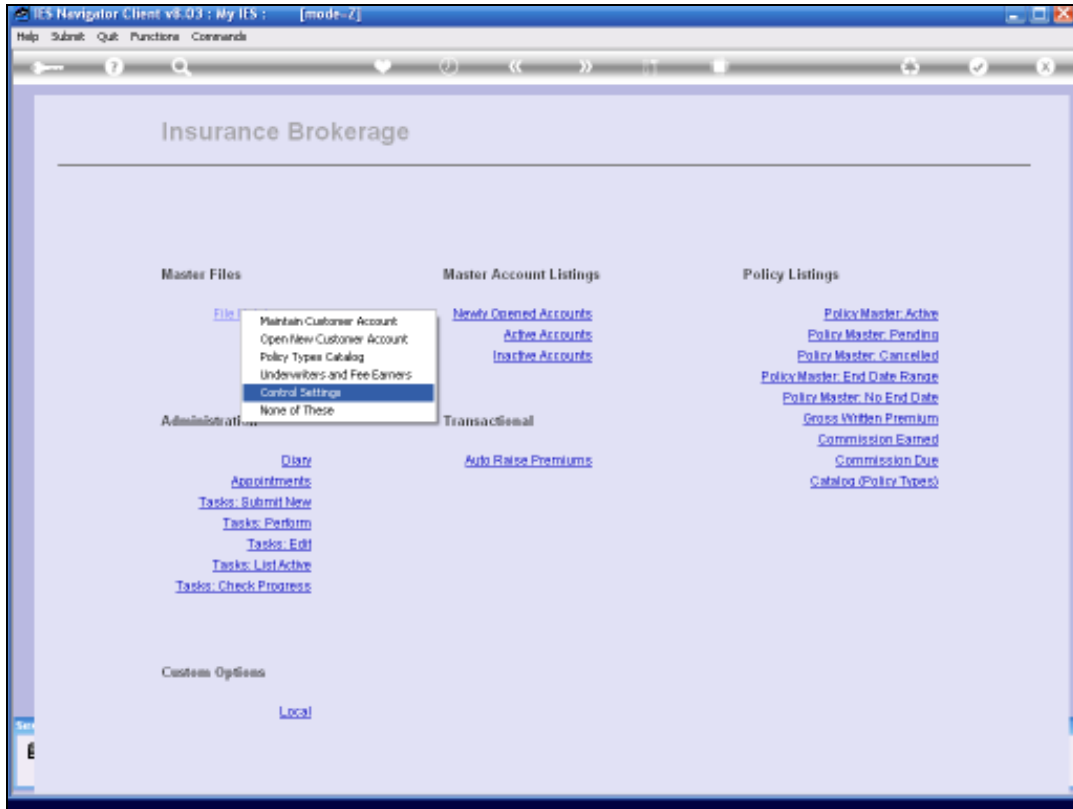 IES Navigator Client v8.03 : My IES : [mode=Z]
Help Submit Quit Functions Commands
Insurance Brokerage
Master Files
File
Maintain Customer Account
Open New Customer Account
Policy Types Catalog
Underwriters and Fee Earners
Control Settings
None of These
Master Account Listings
Newly Opened Accounts
Active Accounts
Inactive Accounts
Policy Listings
Policy Master: Active
Policy Master: Pending
Policy Master: Cancelled
Policy Master: End Date Range
Policy Master: No End Date
Gross Written Premium
Commission Earned
Commission Due
Catalog (Policy Types)
Administrati
Diary
Appointments
Tasks: Submit New
Tasks: Perform
Tasks: Edit
Tasks: List Active
Tasks: Check Progress
Transactional
Auto Raise Premiums
Custom Options
Local